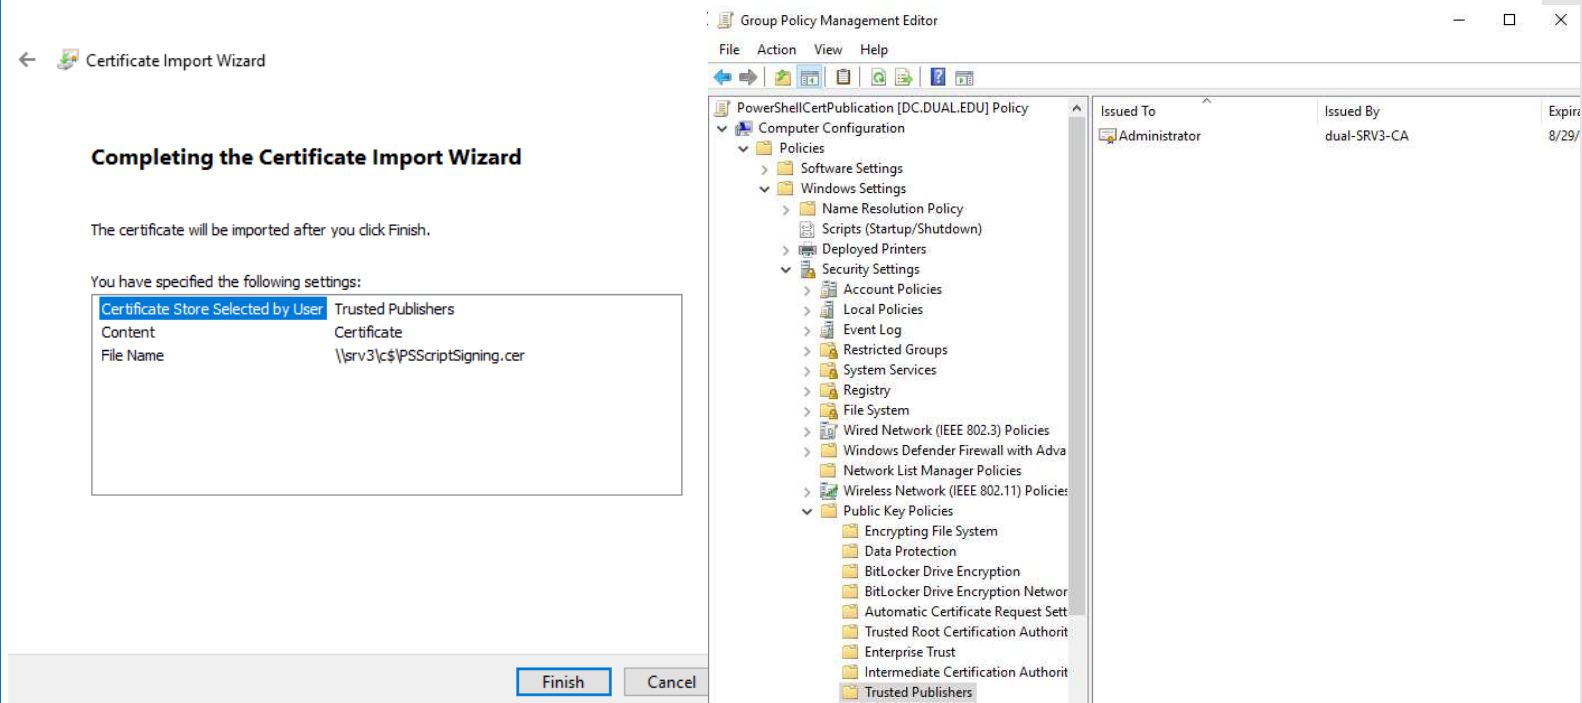 Certificate Import Wizard
Completing the Certificate Import Wizard
The certificate will be imported after you click Finish.
You have specified the following settings:
Certificate Store Selected by User Trusted Publishers
Content Certificate
File Name \\srv3\c$\PSScriptSigning.cer
Finish Cancel
Group Policy Management Editor
File Action View Help
PowerShellCertPublication [DC.DUAL.EDU] Policy
Computer Configuration
Policies
Software Settings
Windows Settings
Name Resolution Policy
Scripts (Startup/Shutdown)
Deployed Printers
Security Settings
Account Policies
Local Policies
Event Log
Restricted Groups
System Services
Registry
File System
Wired Network (IEEE 802.3) Policies
Windows Defender Firewall with Adva
Network List Manager Policies
Wireless Network (IEEE 802.11) Policies
Public Key Policies
Encrypting File System
Data Protection
BitLocker Drive Encryption
BitLocker Drive Encryption Networ
Automatic Certificate Request Sett
Trusted Root Certification Authorit
Enterprise Trust
Intermediate Certification Authorit
Trusted Publishers
Issued To Issued By Expira
Administrator dual-SRV3-CA 8/29/